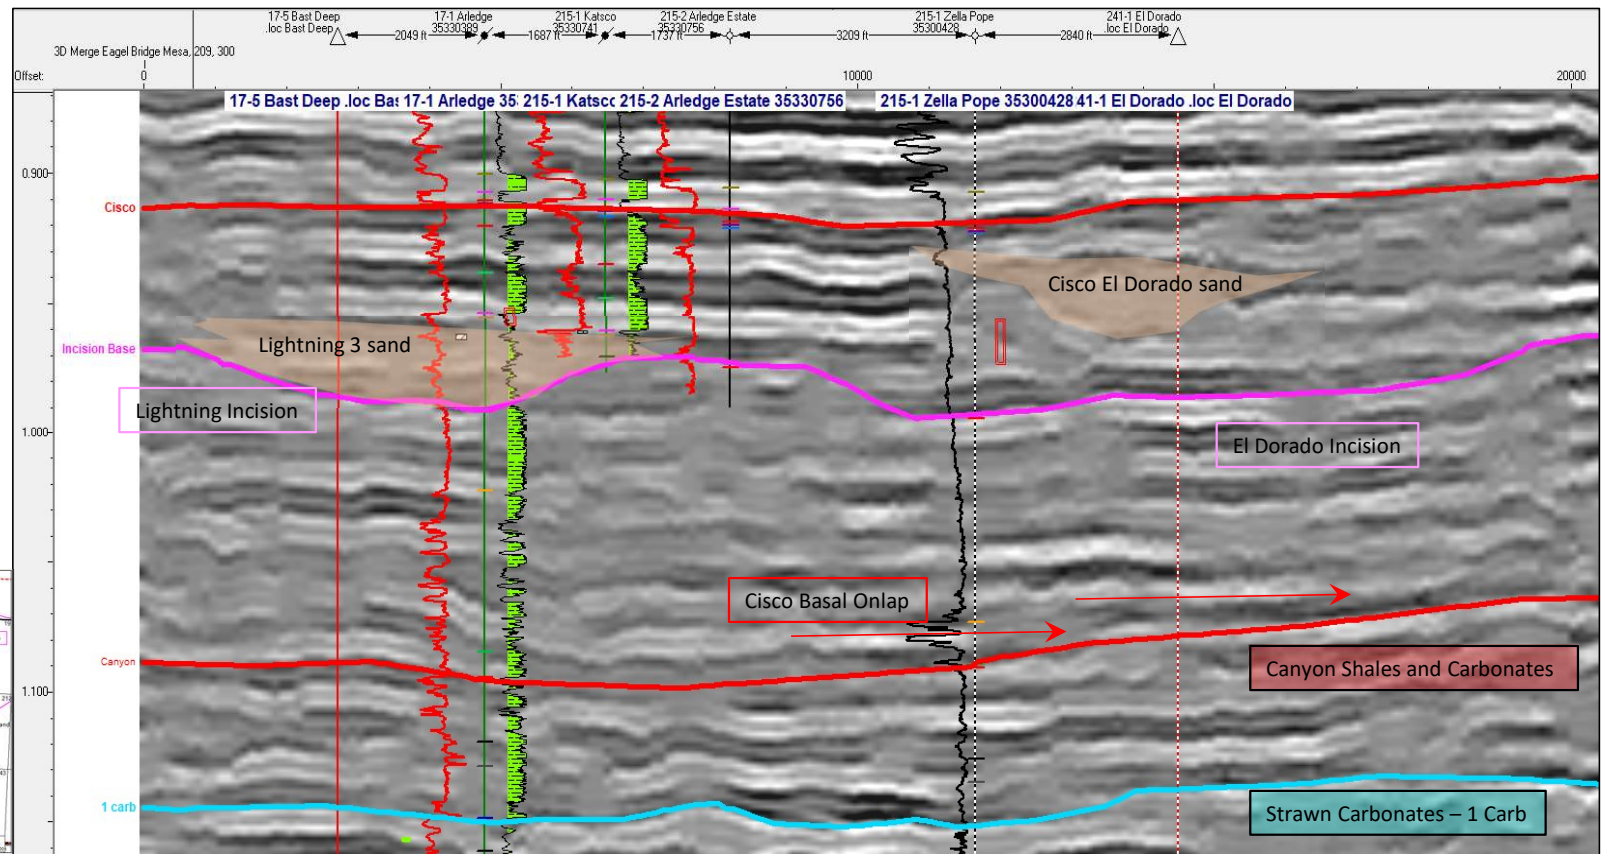 17-5 Bast Deep 17-1 Arledge 215-1 Katsco 215-2 Arledge Estate 215-1 Zella Pope 241-1 El Dorado
.loc Bast Deep 35330389 35330741 35330756 35300428 .loc El Dorado
2049 ft 1687 ft 1737 ft 3209 ft 2840 ft
3D Merge Eagel Bridge Mesa, 209, 300
Offset: 0 10000 20000
17-5 Bast Deep .loc Bas 17-1 Arledge 35 215-1 Katsco 215-2 Arledge Estate 35330756 215-1 Zella Pope 35300428 41-1 El Dorado .loc El Dorado
0.900
Cisco
Cisco El Dorado sand
Lightning 3 sand
Incision Base
Lightning Incision
1.000
El Dorado Incision
Cisco Basal Onlap
Canyon
Canyon Shales and Carbonates
1.100
1 carb
Strawn Carbonates – 1 Carb